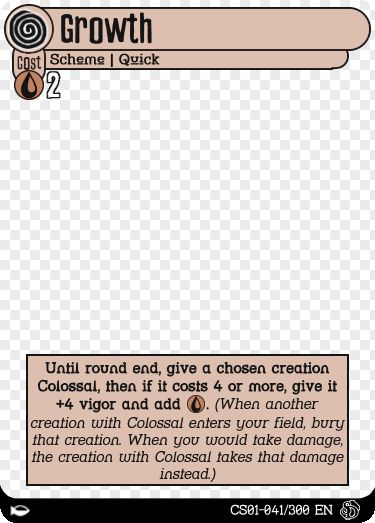 Growth
Cost
Scheme | Quick
2
Until round end, give a chosen creation
Colossal, then if it costs 4 or more, give it
+4 vigor and add . (When another
creation with Colossal enters your field, bury
that creation. When you would take damage,
the creation with Colossal takes that damage
instead.)
CS01-041/300 EN